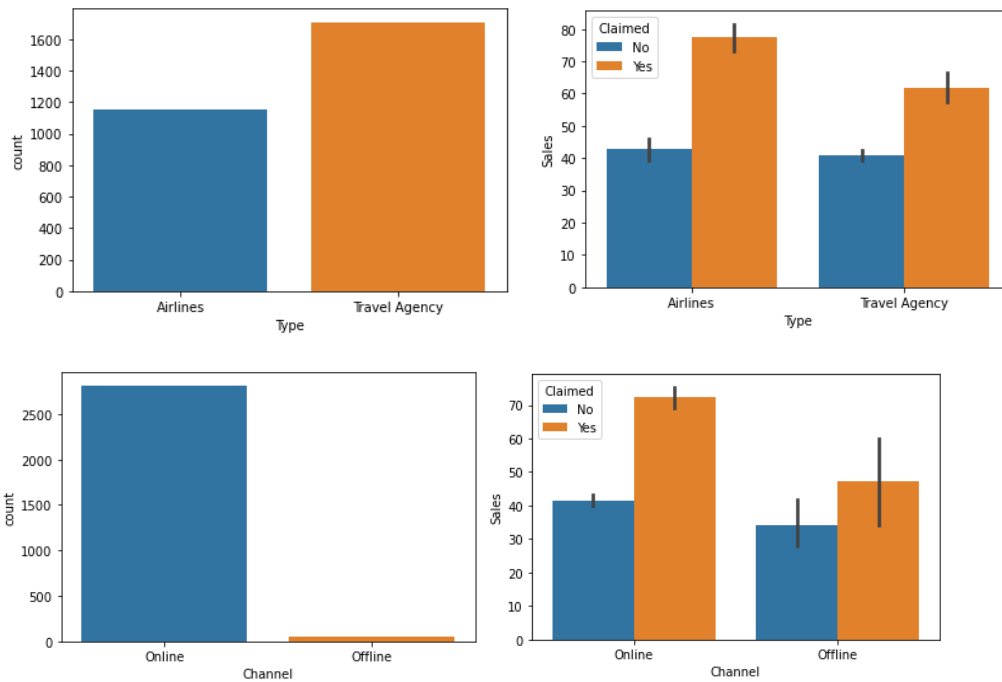 1600
1400
1200
1000
800
600
400
200
0
count
Airlines
Travel Agency
Type
Claimed
No
Yes
80
70
60
50
40
30
20
10
0
Sales
Airlines
Travel Agency
Type
2500
2000
1500
1000
500
0
count
Online
Offline
Channel
Claimed
No
Yes
70
60
50
40
30
20
10
0
Sales
Online
Offline
Channel